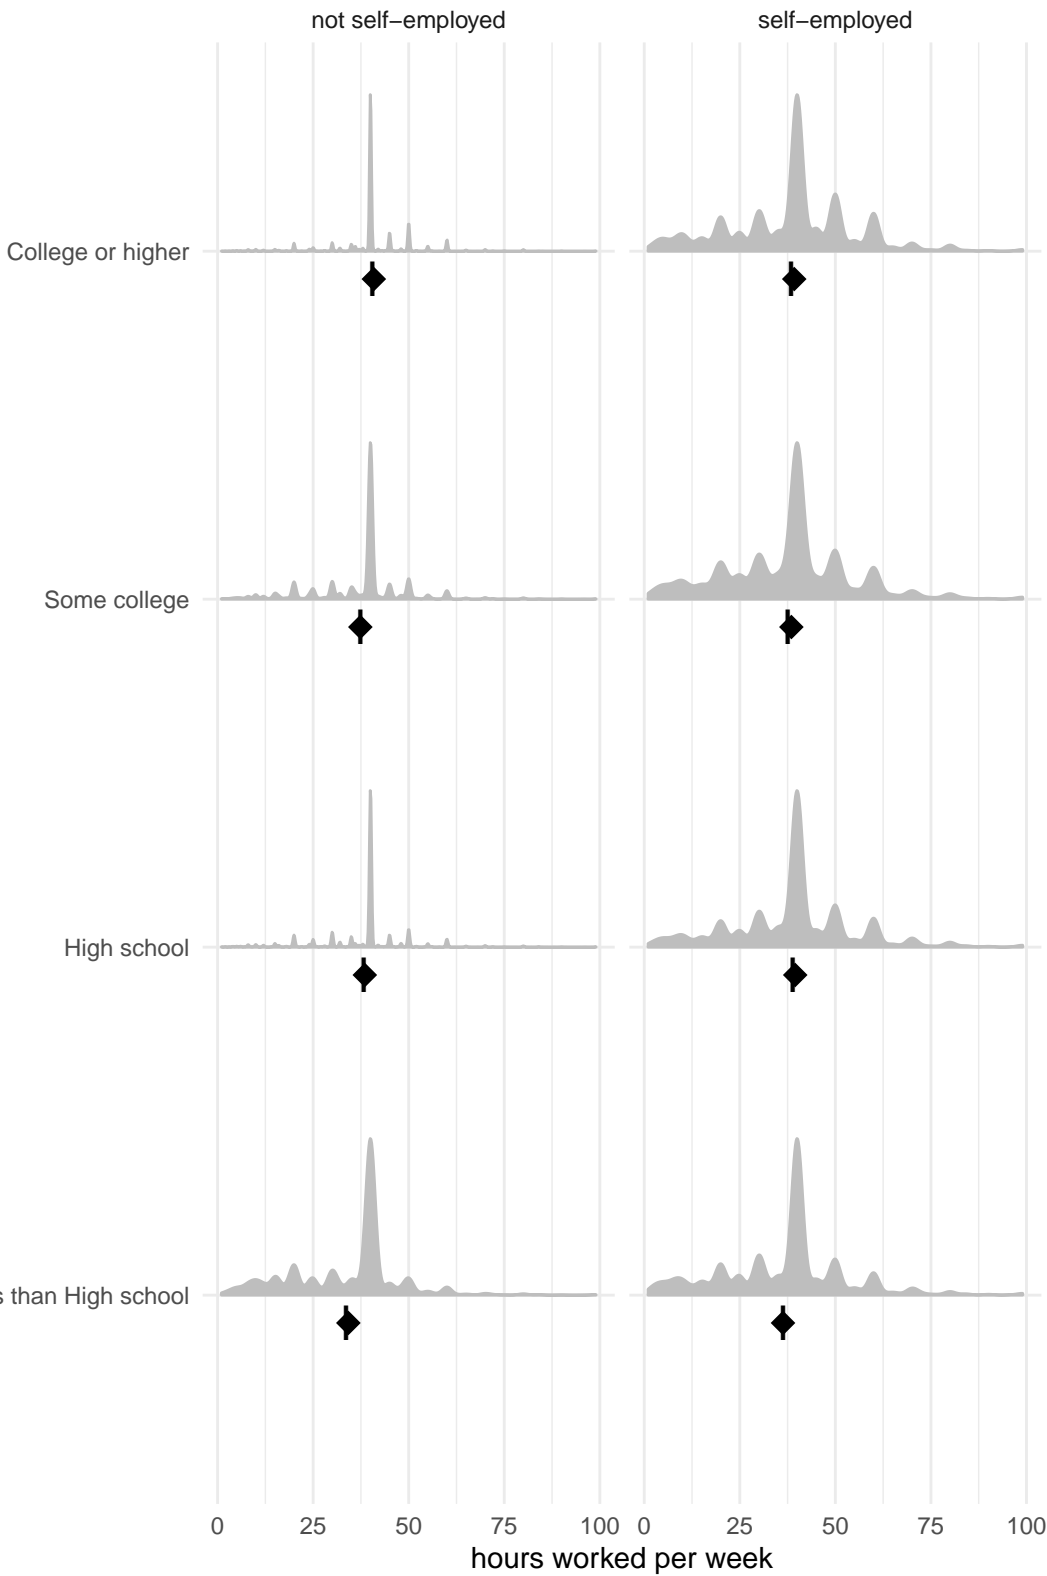 not self−employed
self−employed
College or higher
Some college
High school
s than High school
0 25 50 75 100 0 25 50 75 100
hours worked per week